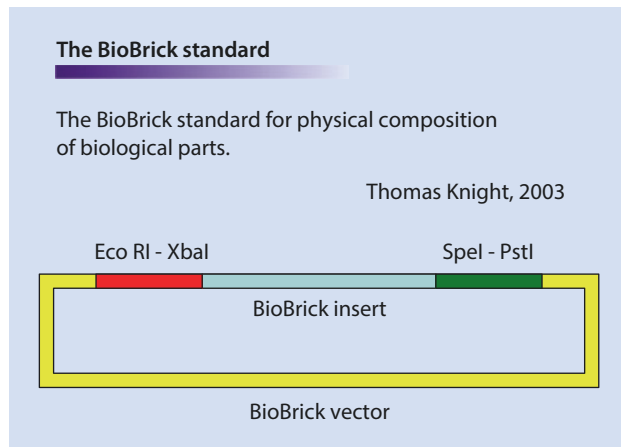 The BioBrick standard
The BioBrick standard for physical composition
of biological parts.
Thomas Knight, 2003
Eco RI - XbaI
SpeI - PstI
BioBrick insert
BioBrick vector